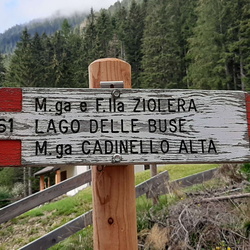 M.ga e F.lla ZIOLERA
61 LAGO DELLE BUSE
M.ga CADINELLO ALTA